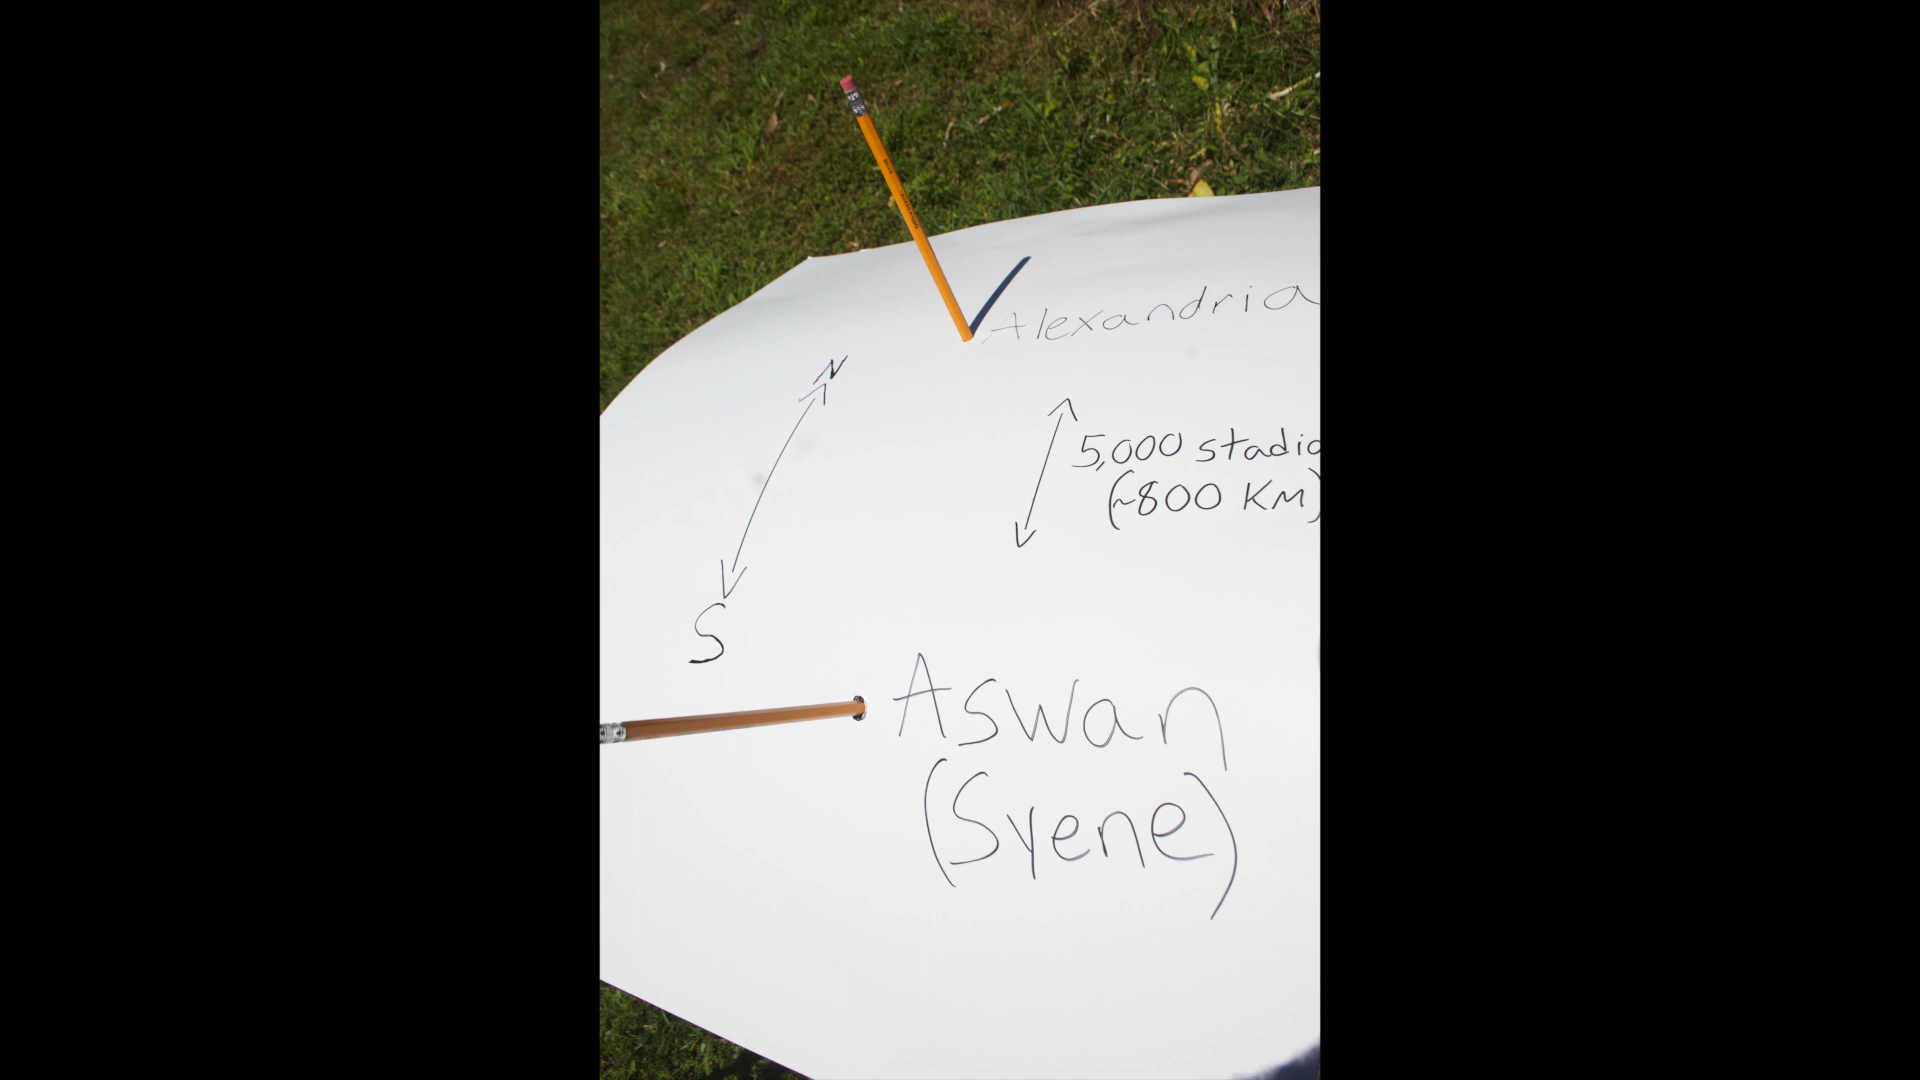 N
Alexandria
5,000 stadia
(~800 KM)
S
Aswan
(Syene)